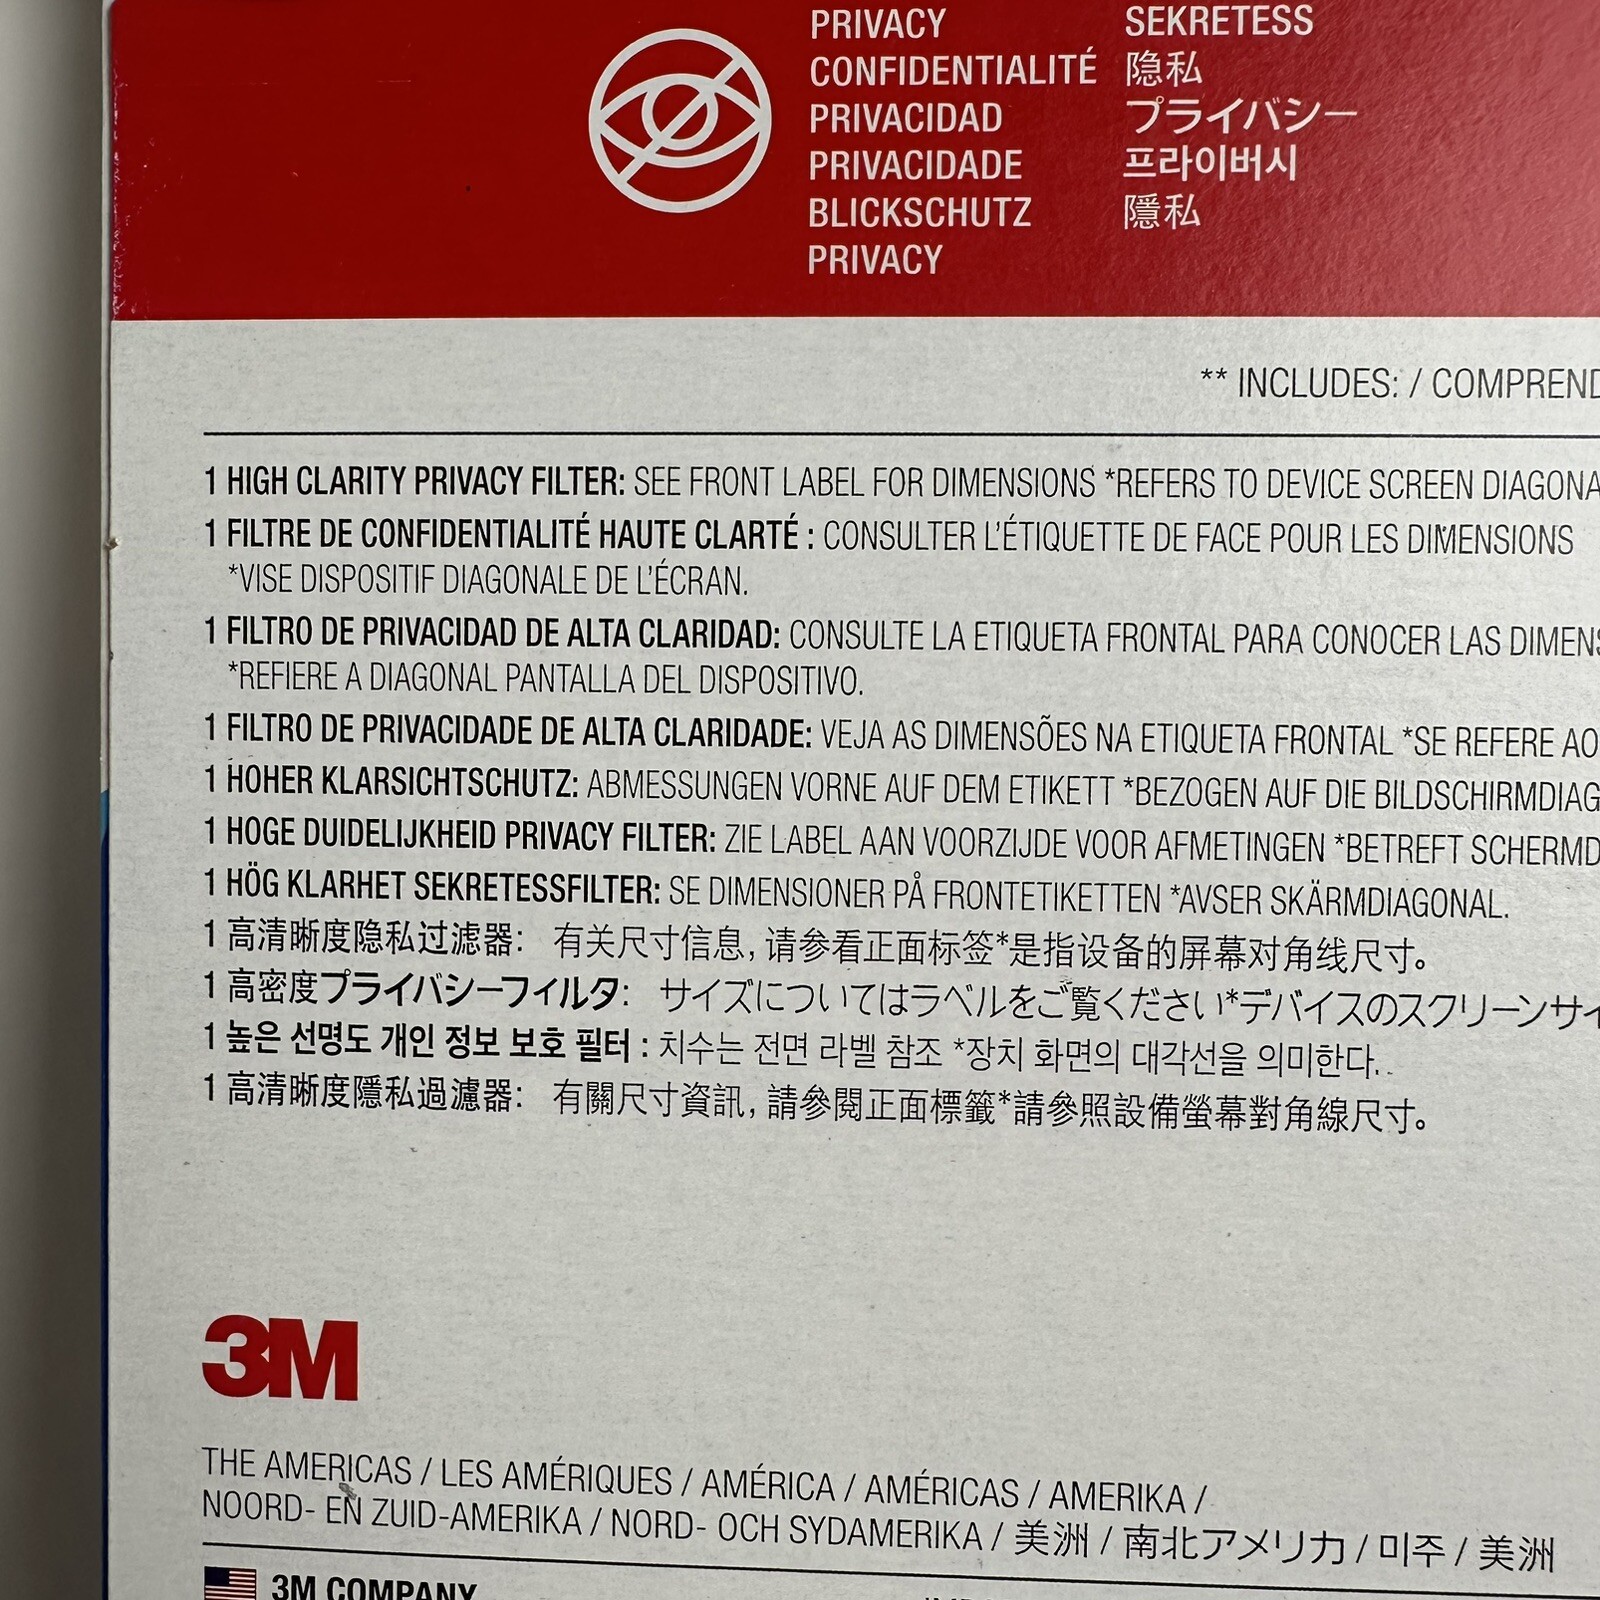 PRIVACY
CONFIDENTIALITÉ
PRIVACIDAD
PRIVACIDADE
BLICKSCHUTZ
PRIVACY
SEKRETESS
隐私
プライバシー
프라이버시
隱私
** INCLUDES: / COMPREND
1 HIGH CLARITY PRIVACY FILTER: SEE FRONT LABEL FOR DIMENSIONS *REFERS TO DEVICE SCREEN DIAGONA
1 FILTRE DE CONFIDENTIALITÉ HAUTE CLARTÉ : CONSULTER L'ÉTIQUETTE DE FACE POUR LES DIMENSIONS
*VISE DISPOSITIF DIAGONALE DE L'ÉCRAN.
1 FILTRO DE PRIVACIDAD DE ALTA CLARIDAD: CONSULTE LA ETIQUETA FRONTAL PARA CONOCER LAS DIMENS
*REFIERE A DIAGONAL PANTALLA DEL DISPOSITIVO.
1 FILTRO DE PRIVACIDADE DE ALTA CLARIDADE: VEJA AS DIMENSÕES NA ETIQUETA FRONTAL *SE REFERE AO
1 HOHER KLARSICHTSCHUTZ: ABMESSUNGEN VORNE AUF DEM ETIKETT *BEZOGEN AUF DIE BILDSCHIRMDIAG
1 HOGE DUIDELIJKHEID PRIVACY FILTER: ZIE LABEL AAN VOORZIJDE VOOR AFMETINGEN *BETREFT SCHERMD
1 HÖG KLARHET SEKRETESSFILTER: SE DIMENSIONER PÅ FRONTETIKETTEN *AVSER SKÄRMDIAGONAL.
1 高清晰度隐私过滤器: 有关尺寸信息, 请参看正面标签*是指设备的屏幕对角线尺寸。
1 高密度プライバシーフィルタ: サイズについてはラベルをご覧ください*デバイスのスクリーンサイ
1 높은 선명도 개인 정보 보호 필터 : 치수는 전면 라벨 참조 *장치 화면의 대각선을 의미한다.
1 高清晰度隱私過濾器: 有關尺寸資訊, 請參閱正面標籤*請參照設備螢幕對角線尺寸。
3M
THE AMERICAS / LES AMÉRIQUES / AMÉRICA / AMÉRICAS / AMERIKA /
NOORD- EN ZUID-AMERIKA / NORD- OCH SYDAMERIKA / 美洲 / 南北アメリカ / 미주 / 美洲
3M COMPANY